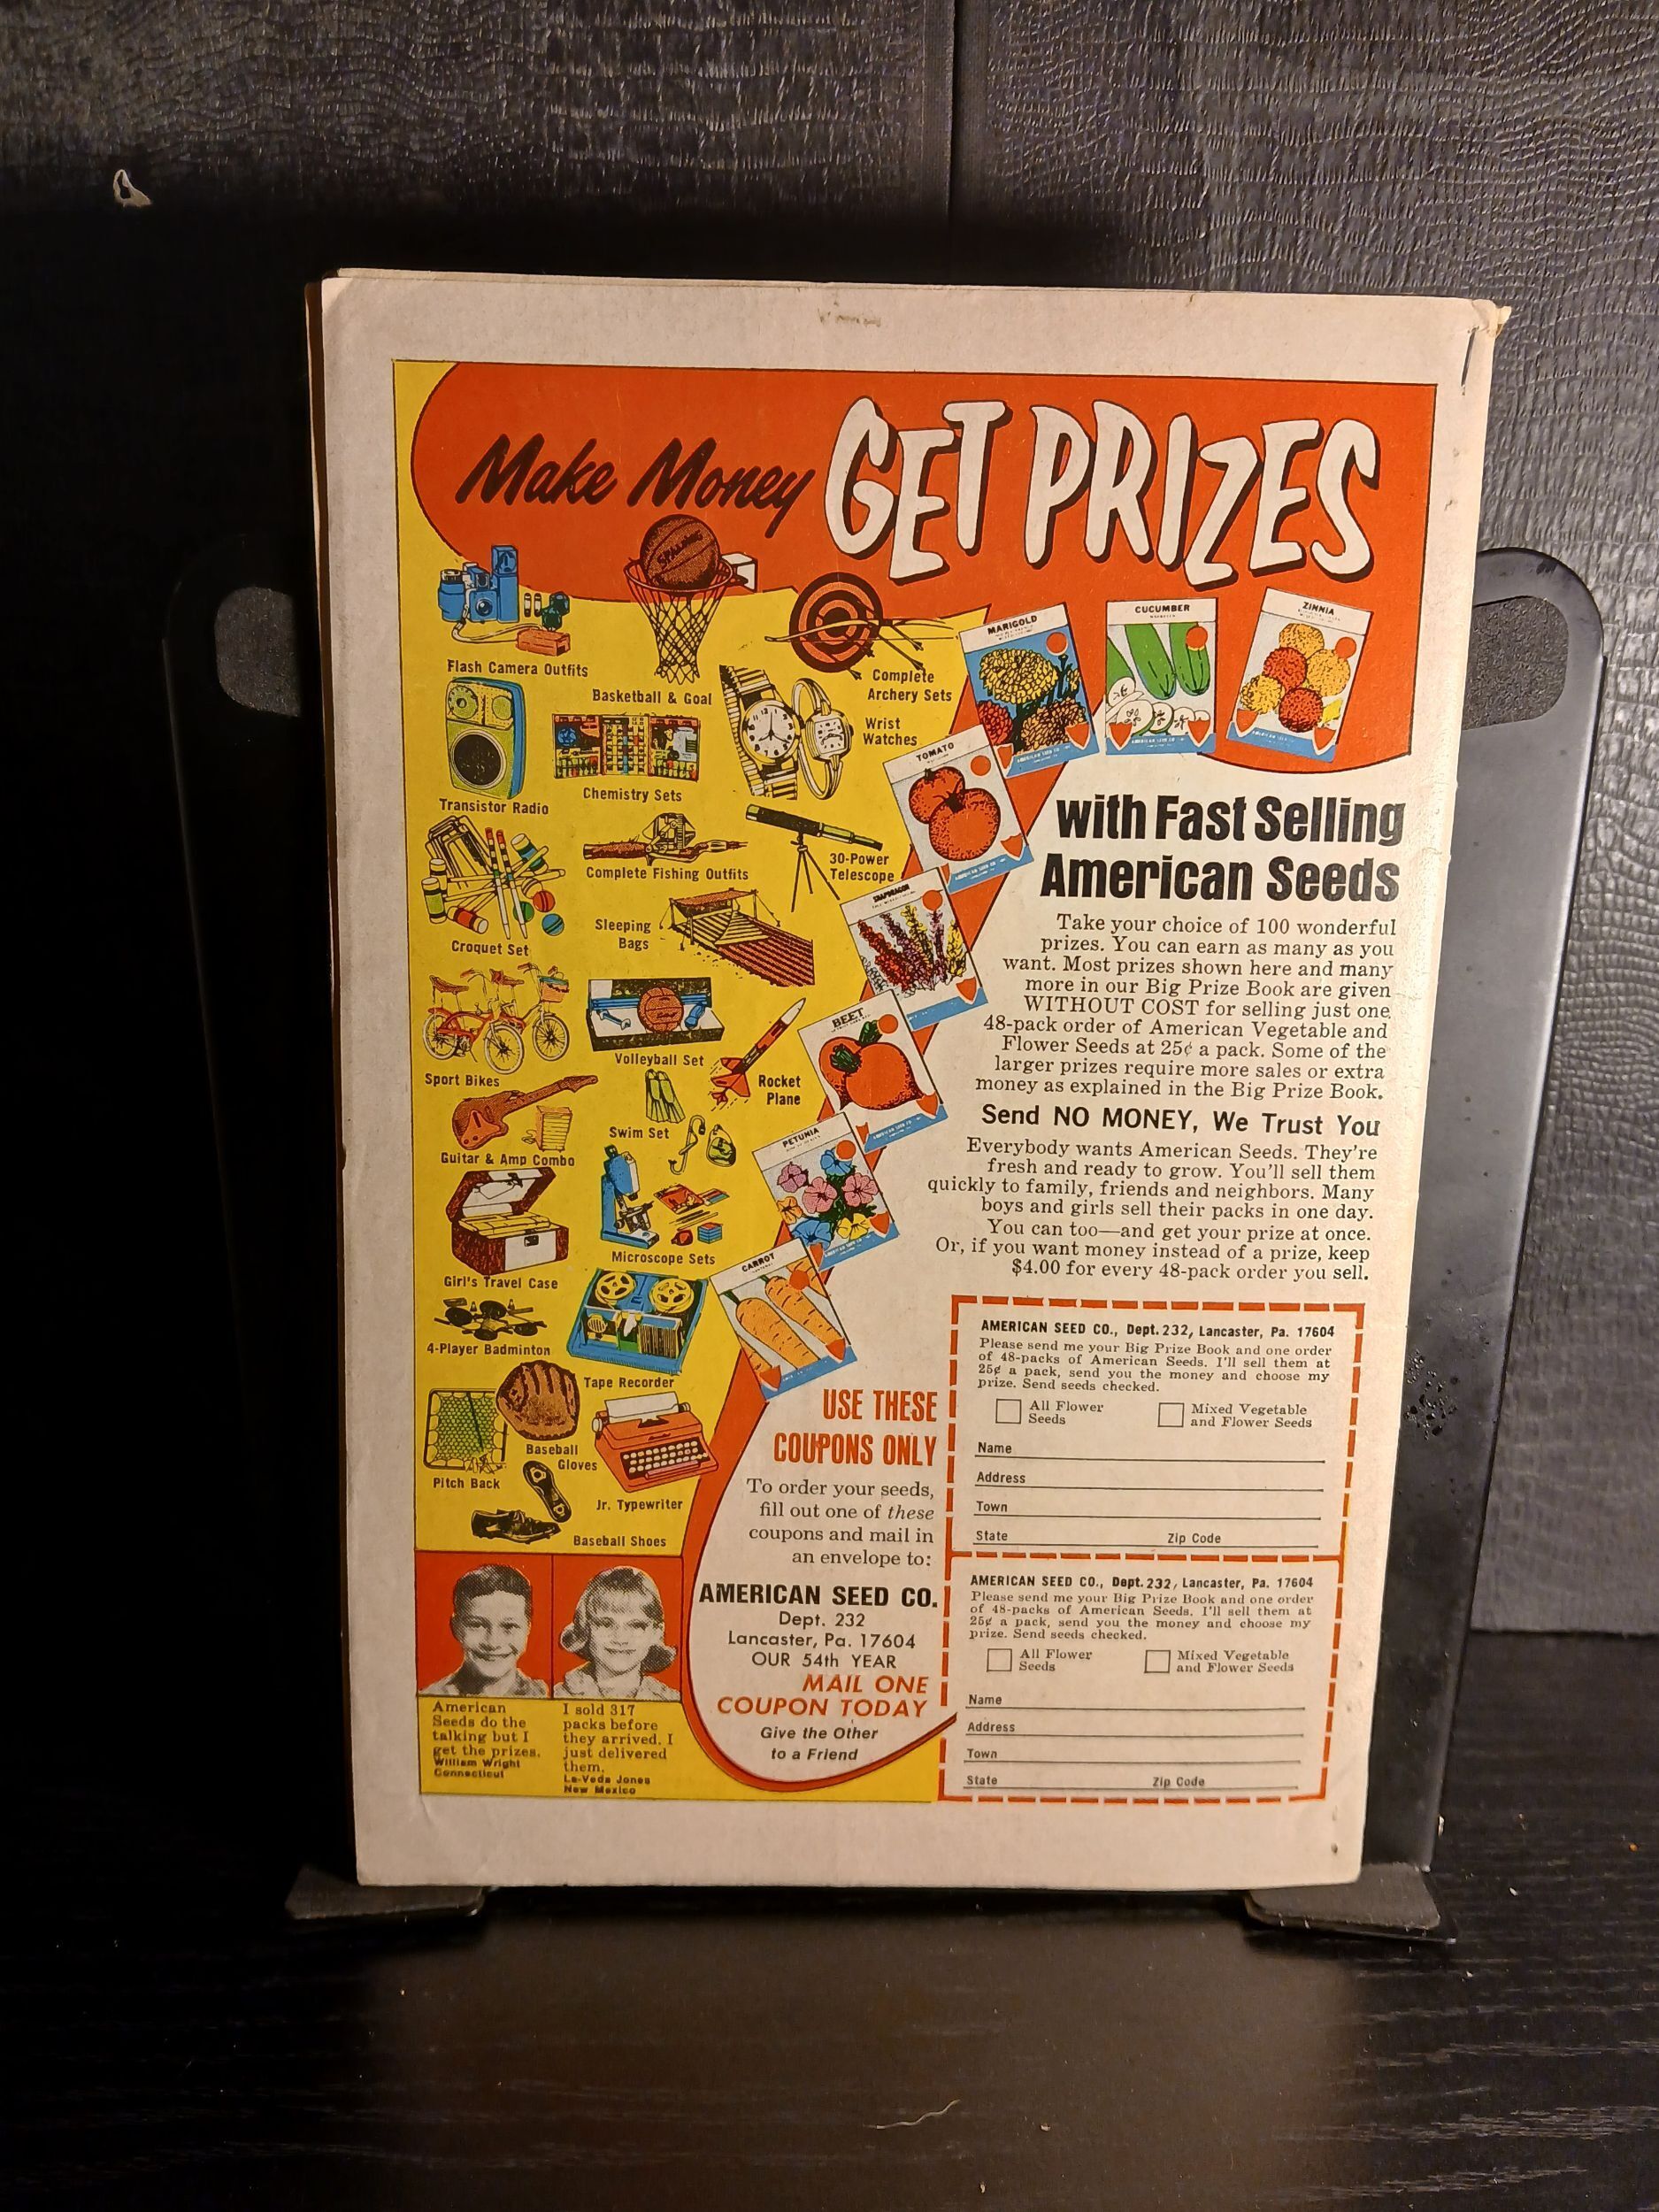 Make Money GET PRIZES
SPALDING
Flash Camera Outfits
Basketball & Goal
Complete
Archery Sets
Wrist
Watches
Transistor Radio
Chemistry Sets
Complete Fishing Outfits
30-Power
Telescope
Croquet Set
Sleeping
Bags
Sport Bikes
Volleyball Set
Rocket
Plane
Swim Set
Guitar & Amp Combo
Girl's Travel Case
Microscope Sets
4-Player Badminton
Tape Recorder
Pitch Back
Baseball
Gloves
Jr. Typewriter
Baseball Shoes
MARIGOLD
CUCUMBER
ZINNIA
TOMATO
SNAPDRAGON
BEET
PETUNIA
CARROT
with Fast Selling
American Seeds
Take your choice of 100 wonderful
prizes. You can earn as many as you
want. Most prizes shown here and many
more in our Big Prize Book are given
WITHOUT COST for selling just one,
48-pack order of American Vegetable and
Flower Seeds at 25¢ a pack. Some of the
larger prizes require more sales or extra
money as explained in the Big Prize Book.
Send NO MONEY, We Trust You
Everybody wants American Seeds. They're
fresh and ready to grow. You'll sell them
quickly to family, friends and neighbors. Many
boys and girls sell their packs in one day.
You can too—and get your prize at once.
Or, if you want money instead of a prize, keep
$4.00 for every 48-pack order you sell.
USE THESE
COUPONS ONLY
To order your seeds,
fill out one of these
coupons and mail in
an envelope to:
AMERICAN SEED CO.
Dept. 232
Lancaster, Pa. 17604
OUR 54th YEAR
MAIL ONE
COUPON TODAY
Give the Other
to a Friend
AMERICAN SEED CO., Dept. 232, Lancaster, Pa. 17604
Please send me your Big Prize Book and one order
of 48-packs of American Seeds. I'll sell them at
25¢ a pack, send you the money and choose my
prize. Send seeds checked.
All Flower
Seeds
Mixed Vegetable
and Flower Seeds
Name
Address
Town
State Zip Code
AMERICAN SEED CO., Dept. 232, Lancaster, Pa. 17604
Please send me your Big Prize Book and one order
of 48-packs of American Seeds. I'll sell them at
25¢ a pack, send you the money and choose my
prize. Send seeds checked.
All Flower
Seeds
Mixed Vegetable
and Flower Seeds
Name
Address
Town
State Zip Code
American
Seeds do the
talking but I
get the prizes.
William Wright
Connecticut
I sold 317
packs before
they arrived. I
just delivered
them.
La-Veda Jones
New Mexico